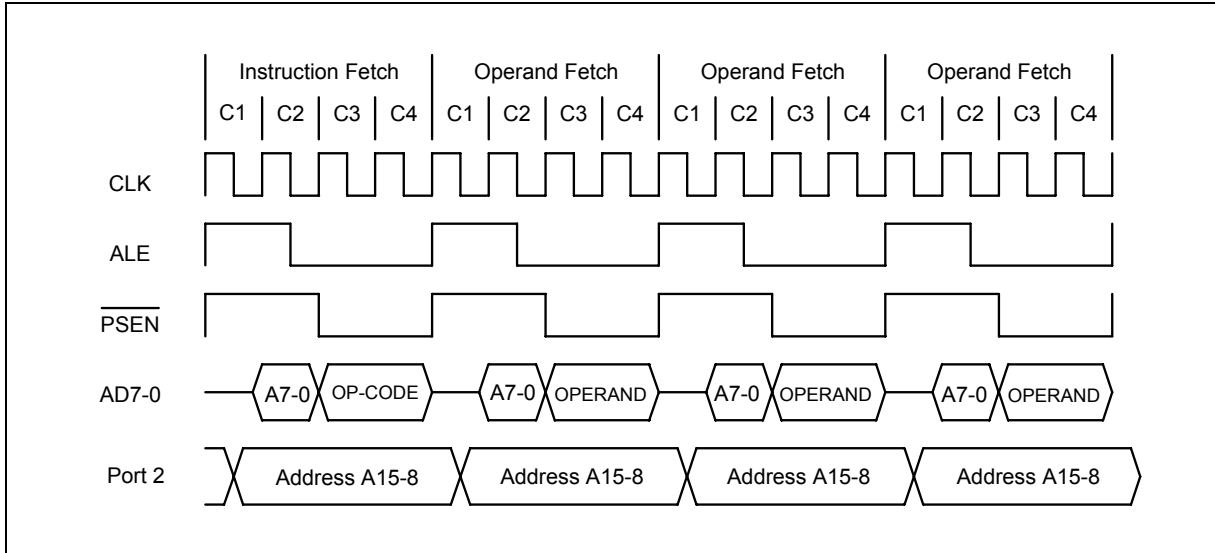 Instruction Fetch Operand Fetch Operand Fetch Operand Fetch
C1 C2 C3 C4 C1 C2 C3 C4 C1 C2 C3 C4 C1 C2 C3 C4
CLK
ALE
PSEN
AD7-0 A7-0 OP-CODE A7-0 OPERAND A7-0 OPERAND A7-0 OPERAND
Port 2 Address A15-8 Address A15-8 Address A15-8 Address A15-8